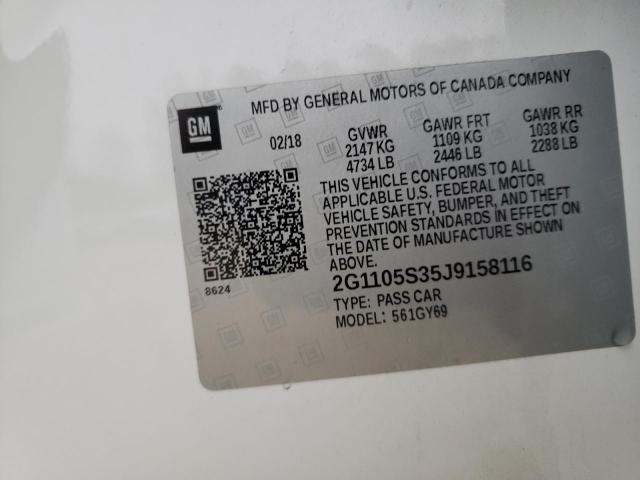 MFD BY GENERAL MOTORS OF CANADA COMPANY
GM
02/18
GVWR GAWR FRT GAWR RR
2147 KG 1109 KG 1038 KG
4734 LB 2446 LB 2288 LB
THIS VEHICLE CONFORMS TO ALL
APPLICABLE U.S. FEDERAL MOTOR
VEHICLE SAFETY, BUMPER, AND THEFT
PREVENTION STANDARDS IN EFFECT ON
THE DATE OF MANUFACTURE SHOWN
ABOVE.
8624
2G1105S35J9158116
TYPE: PASS CAR
MODEL: 561GY69